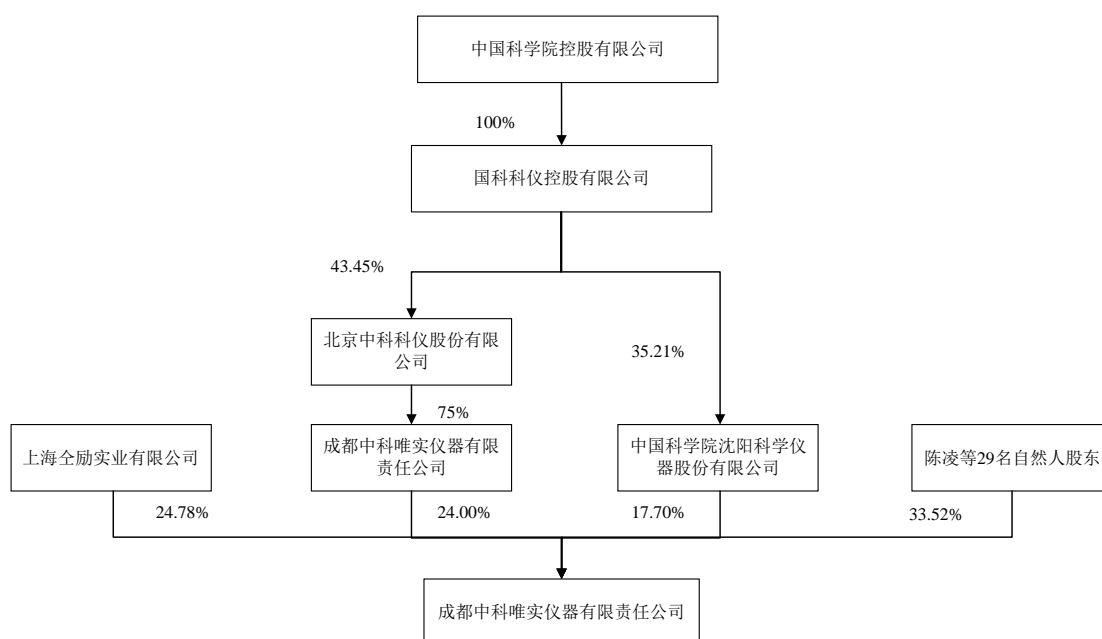 中国科学院控股有限公司
100%
国科科仪控股有限公司
43.45%
北京中科科仪股份有限
公司
35.21%
75%
上海仝励实业有限公司
成都中科唯实仪器有限
责任公司
中国科学院沈阳科学仪
器股份有限公司
陈凌等29名自然人股东
24.78%
24.00%
17.70%
33.52%
成都中科唯实仪器有限责任公司